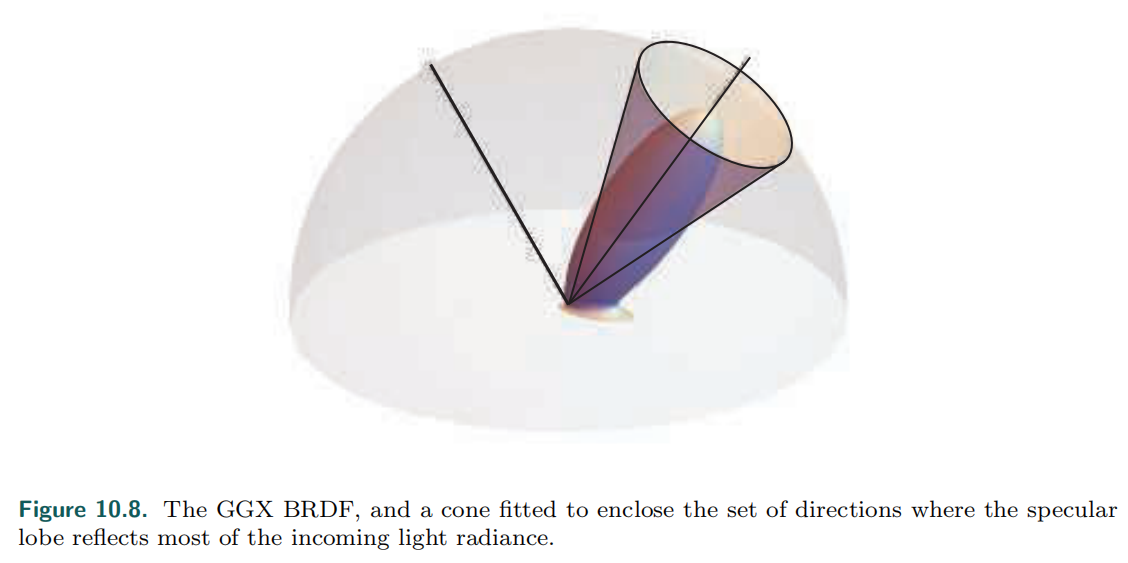 Figure 10.8. The GGX BRDF, and a cone fitted to enclose the set of directions where the specular
lobe reflects most of the incoming light radiance.